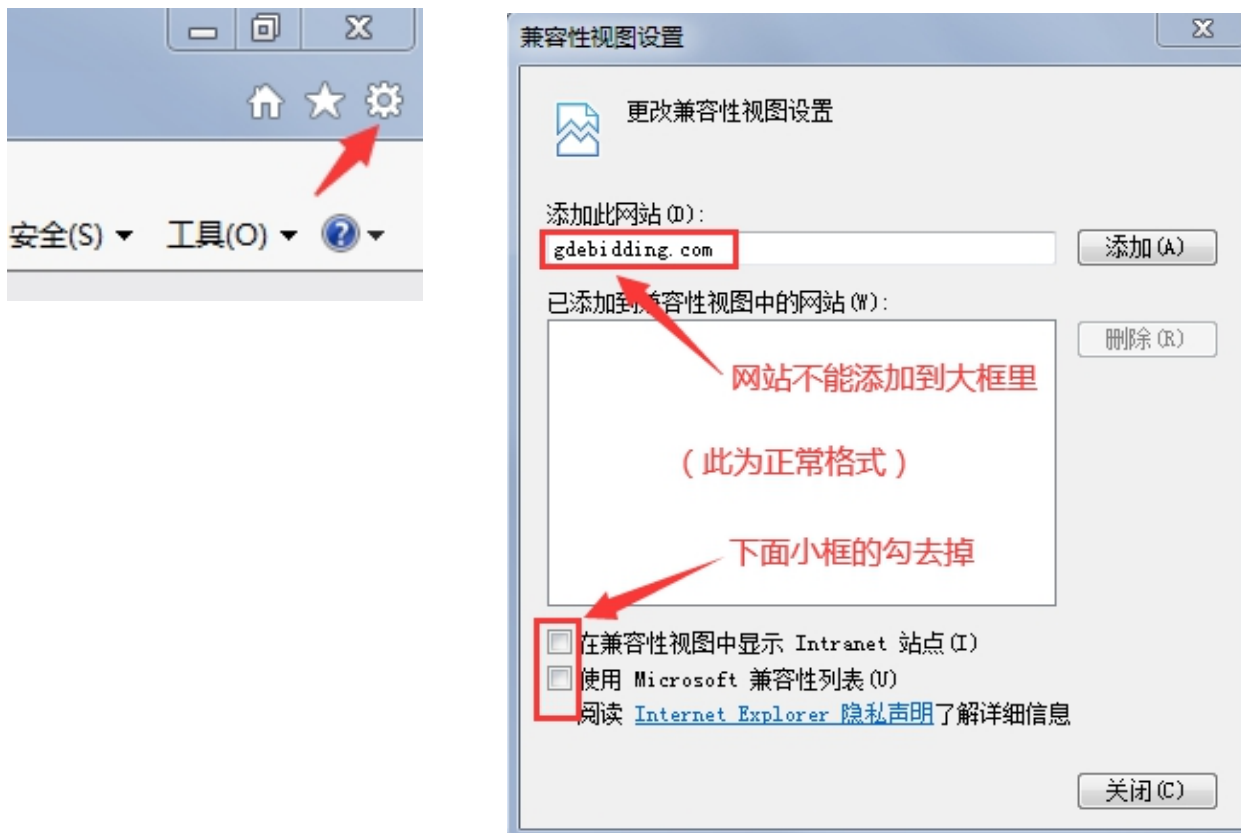 安全(S) 工具(O)
兼容性视图设置
更改兼容性视图设置
添加此网站(D):
gdebidding.com
添加(A)
已添加到兼容性视图中的网站(W):
删除(R)
网站不能添加到大框里
(此为正常格式)
下面小框的勾去掉
在兼容性视图中显示 Intranet 站点(I)
使用 Microsoft 兼容性列表(U)
阅读 Internet Explorer 隐私声明了解详细信息
关闭(C)